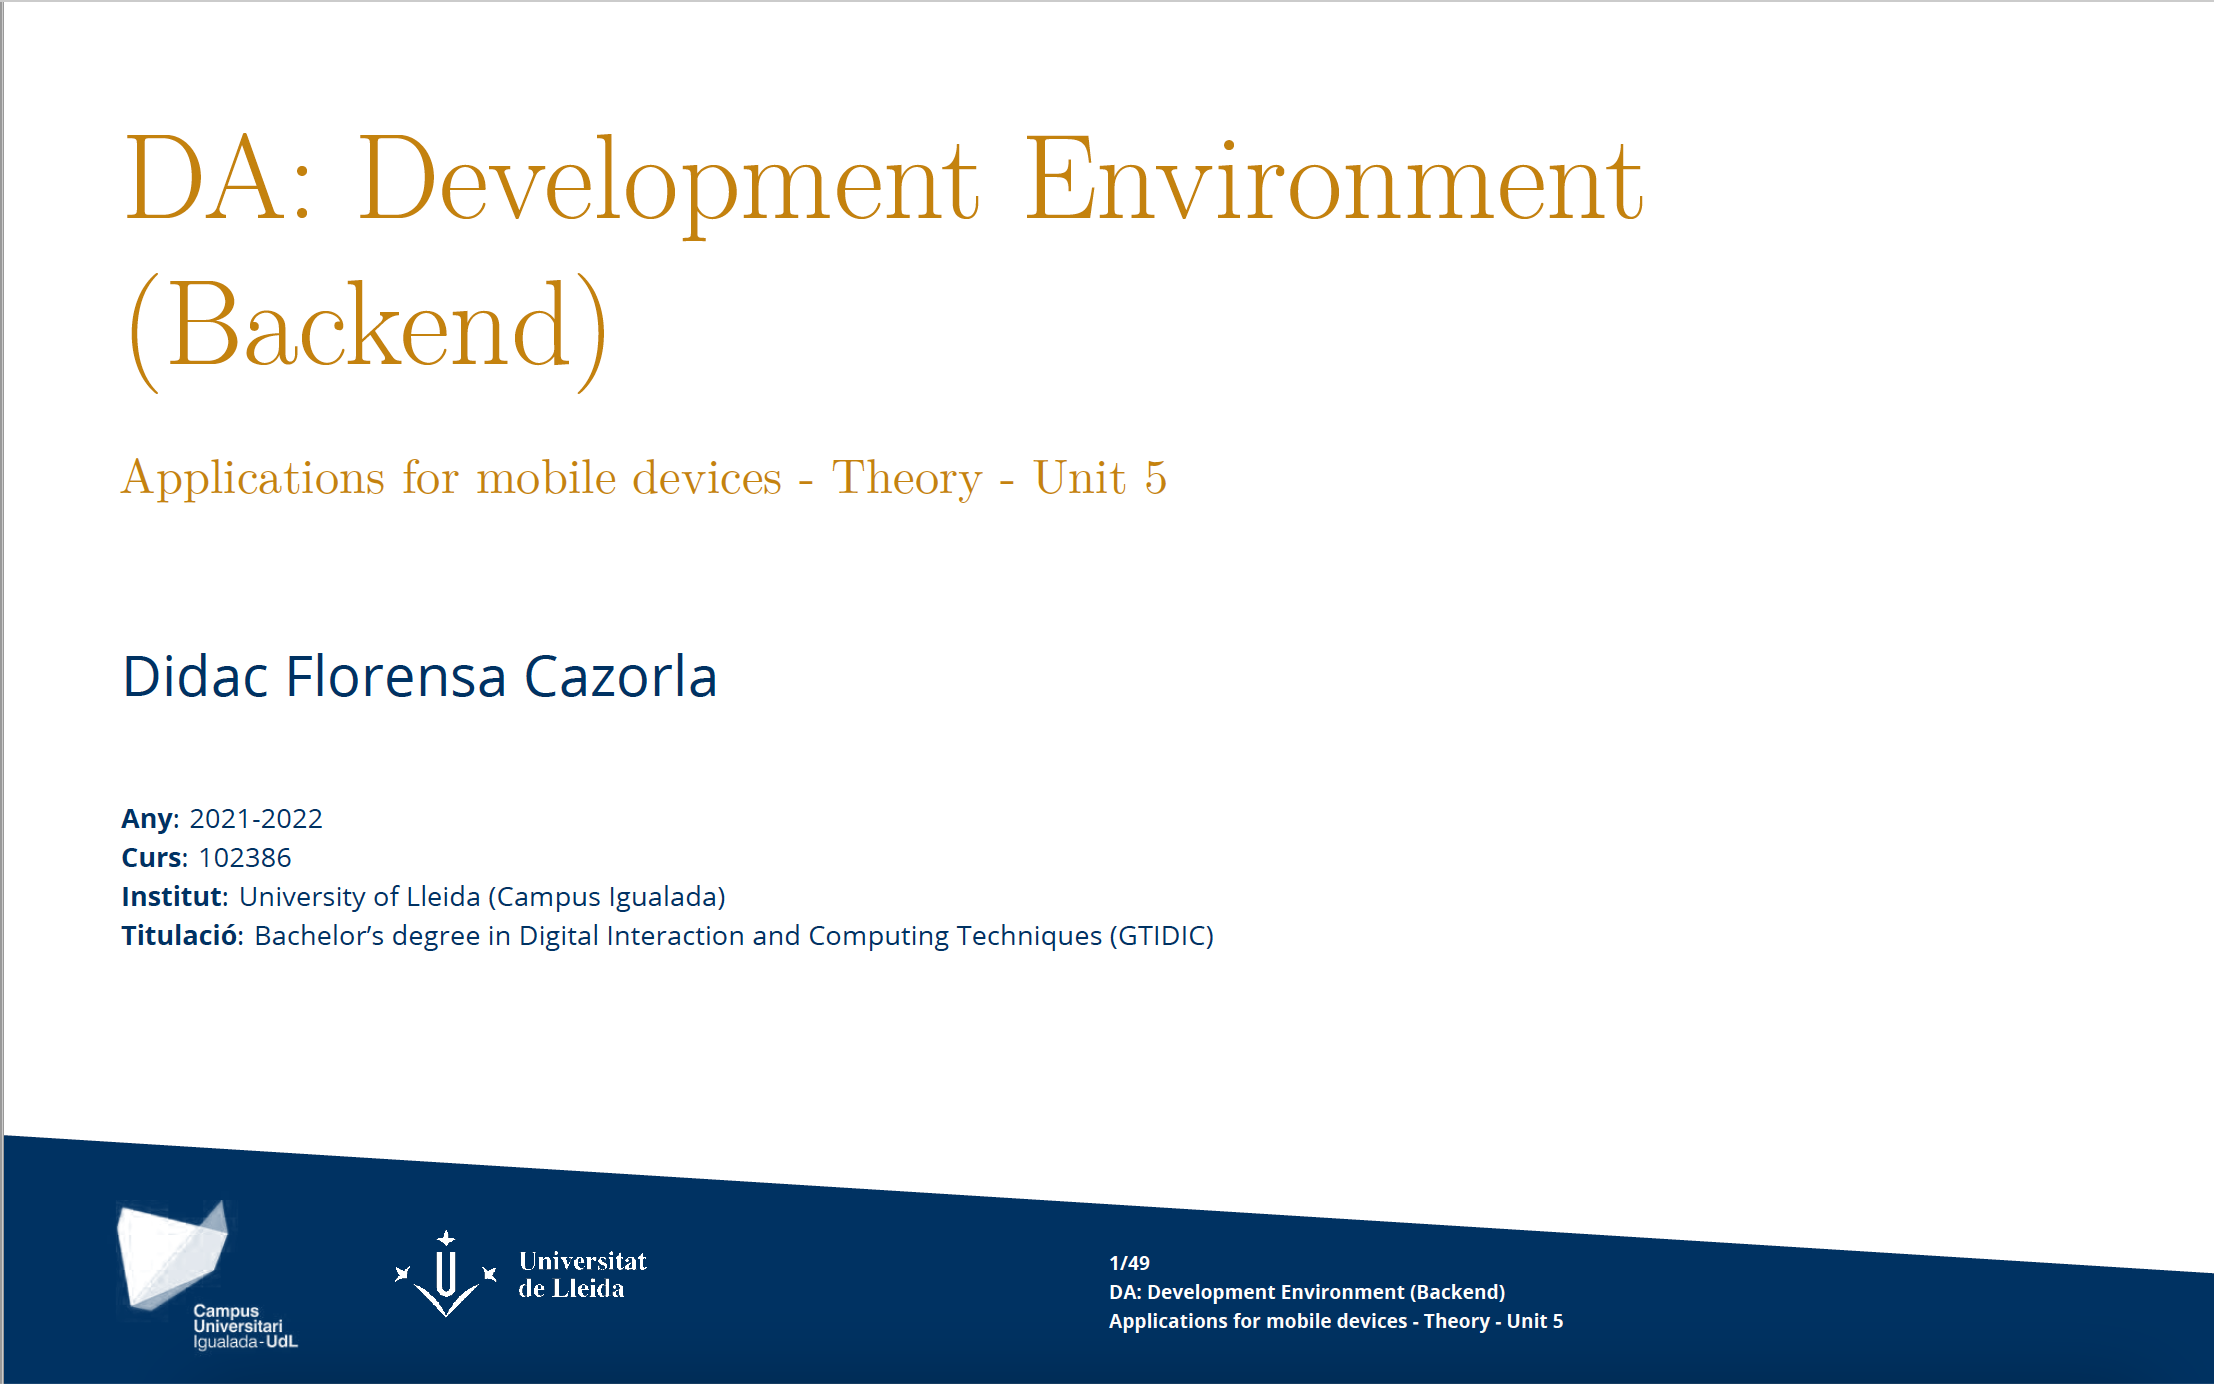 DA: Development Environment
(Backend)
Applications for mobile devices - Theory - Unit 5
Didac Florensa Cazorla
Any: 2021-2022
Curs: 102386
Institut: University of Lleida (Campus Igualada)
Titulació: Bachelor’s degree in Digital Interaction and Computing Techniques (GTIDIC)
Campus
Universitari
Igualada-UdL
Universitat
de Lleida
1/49
DA: Development Environment (Backend)
Applications for mobile devices - Theory - Unit 5